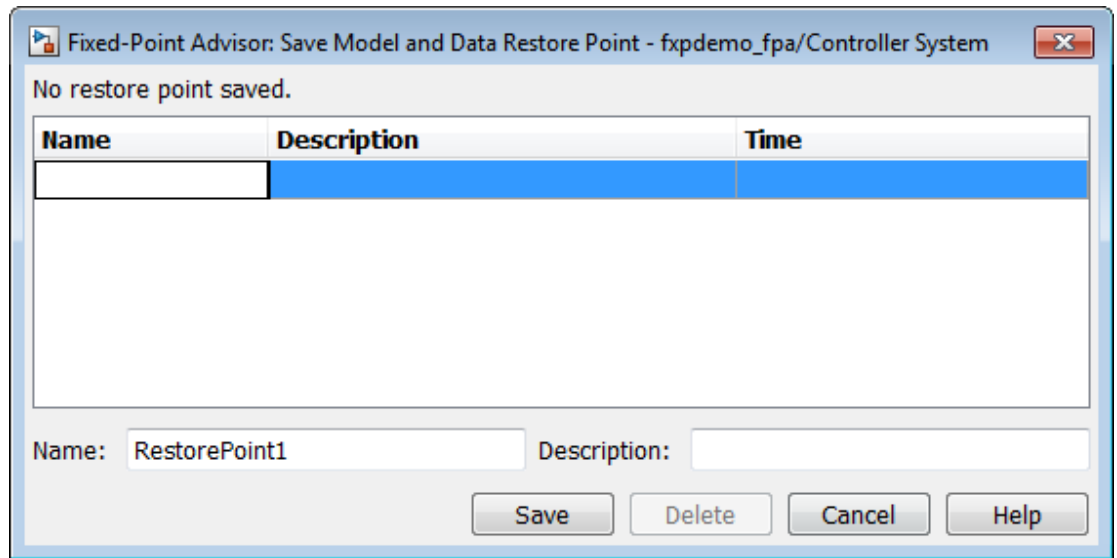 Fixed-Point Advisor: Save Model and Data Restore Point - fxpdemo_fpa/Controller System
No restore point saved.
Name Description Time
Name: RestorePoint1 Description:
Save Delete Cancel Help